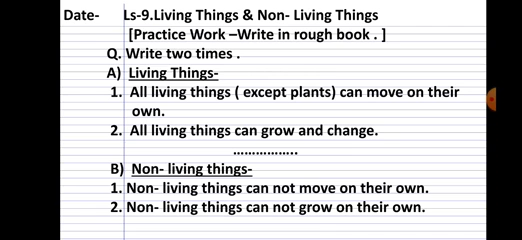 Date- Ls-9.Living Things & Non- Living Things
[Practice Work –Write in rough book . ]
Q. Write two times .
A) Living Things-
1. All living things ( except plants) can move on their
own.
2. All living things can grow and change.
................
B) Non- living things-
1. Non- living things can not move on their own.
2. Non- living things can not grow on their own.